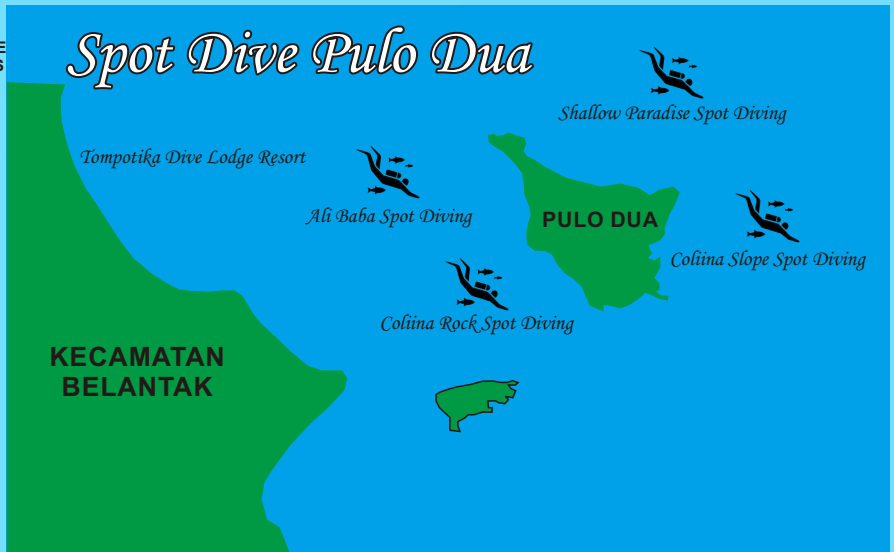 Spot Dive Pulo Dua
Shallow Paradise Spot Diving
Tompotika Dive Lodge Resort
Ali Baba Spot Diving
PULO DUA
Coliina Slope Spot Diving
Coliina Rock Spot Diving
KECAMATAN
BELANTAK